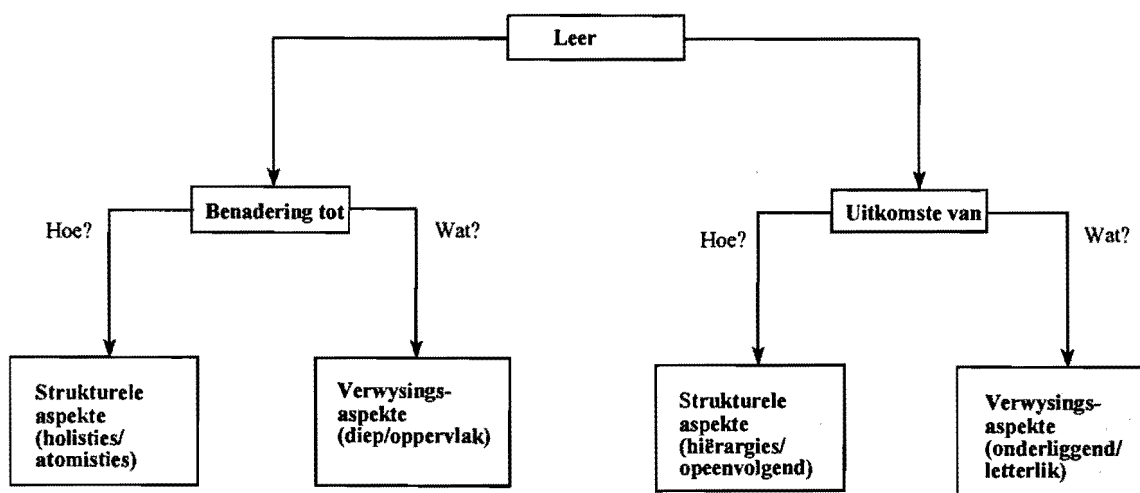 Leer
Benadering tot
Hoe?
Wat?
Strukturele
aspekte
(holisties/
atomisties)
Verwysings-
aspekte
(diep/oppervlak)
Uitkomste van
Hoe?
Wat?
Strukturele
aspekte
(hiërargies/
opeenvolgend)
Verwysings-
aspekte
(onderliggend/
letterlik)